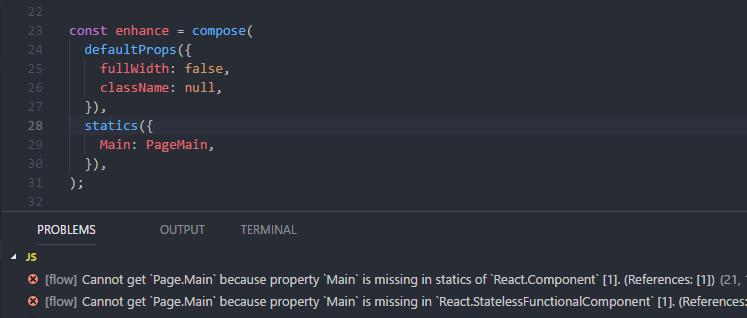 22
23 const enhance = compose(
24 defaultProps({
25 fullWidth: false,
26 className: null,
27 }),
28 statics({
29 Main: PageMain,
30 }),
31 );
32
PROBLEMS OUTPUT TERMINAL
JS
[flow] Cannot get `Page.Main` because property `Main` is missing in statics of `React.Component` [1]. (References: [1]) (21,
[flow] Cannot get `Page.Main` because property `Main` is missing in `React.StatelessFunctionalComponent` [1]. (References: